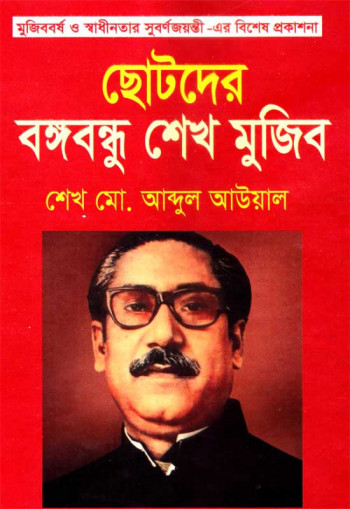 মুজিববর্ষ ও স্বাধীনতার সুবর্ণজয়ন্তী -এর বিশেষ প্রকাশনা
ছোটদের
বঙ্গবন্ধু শেখ মুজিব
শেখ মো. আব্দুল আউয়াল